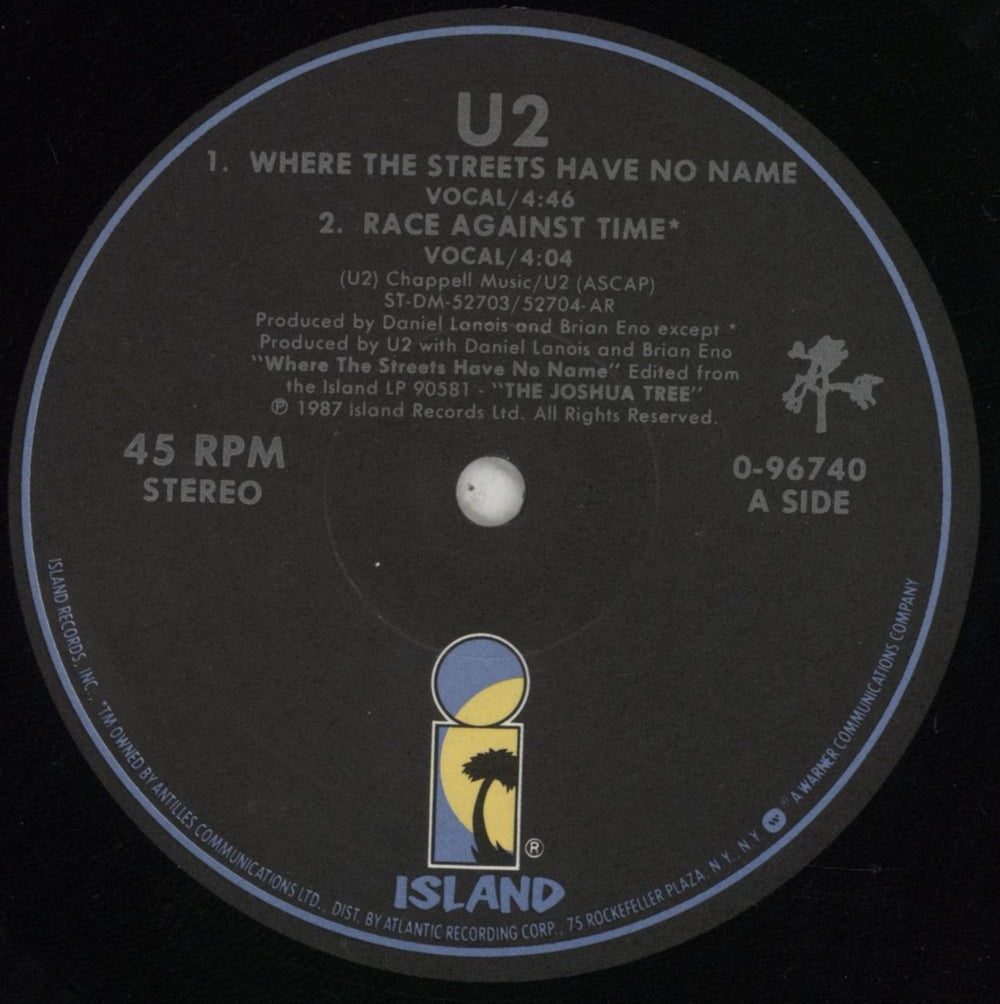 U2
1. WHERE THE STREETS HAVE NO NAME
VOCAL/4:46
2. RACE AGAINST TIME*
VOCAL/4:04
(U2) Chappell Music/U2 (ASCAP)
ST-DM-52703/52704-AR
Produced by Daniel Lanois and Brian Eno except *
Produced by U2 with Daniel Lanois and Brian Eno
"Where The Streets Have No Name" Edited from
the Island LP 90581 - "THE JOSHUA TREE"
℗ 1987 Island Records Ltd. All Rights Reserved.
45 RPM
STEREO
0-96740
A SIDE
®
ISLAND
ISLAND RECORDS, INC., *TM OWNED BY ANTILLES COMMUNICATIONS LTD., DIST. BY ATLANTIC RECORDING CORP., 75 ROCKEFELLER PLAZA, N.Y., N.Y. A WARNER COMMUNICATIONS COMPANY